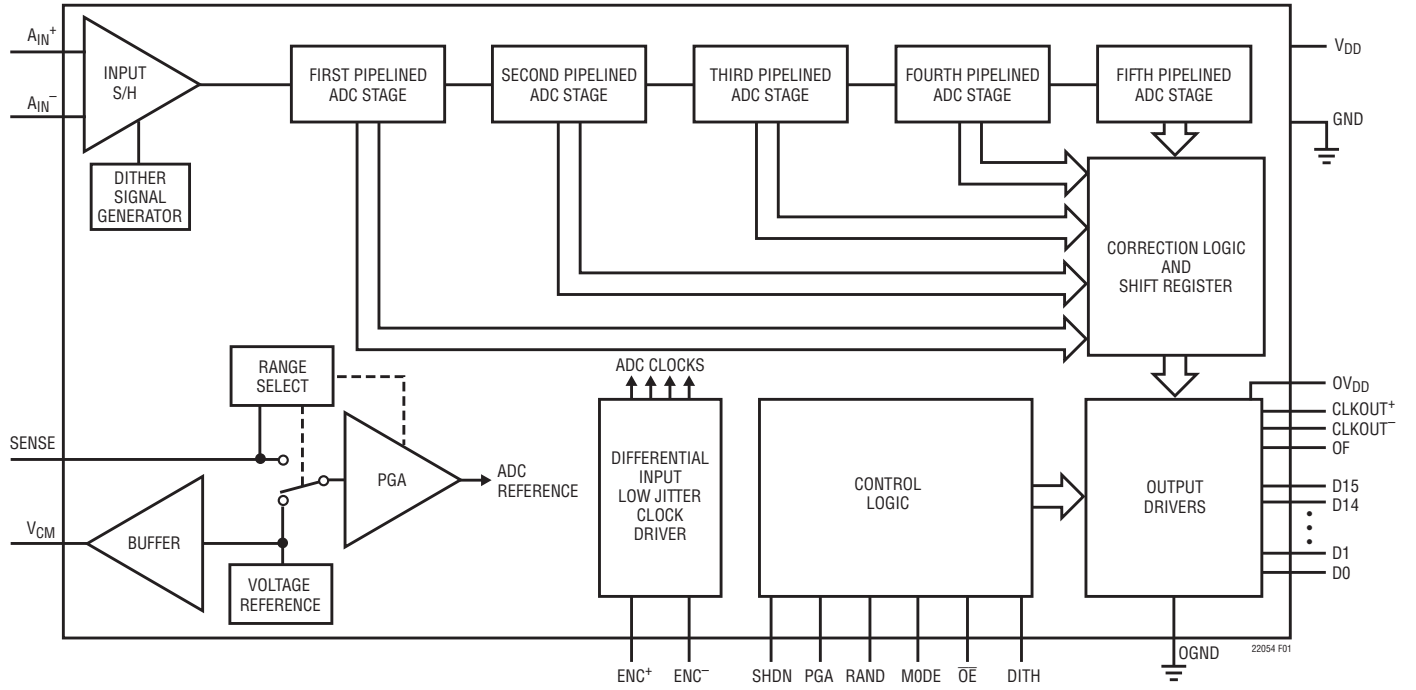 AIN+
AIN−
INPUT
S/H
DITHER
SIGNAL
GENERATOR
FIRST PIPELINED
ADC STAGE
SECOND PIPELINED
ADC STAGE
THIRD PIPELINED
ADC STAGE
FOURTH PIPELINED
ADC STAGE
FIFTH PIPELINED
ADC STAGE
VDD
GND
CORRECTION LOGIC
AND
SHIFT REGISTER
RANGE
SELECT
SENSE
PGA
ADC
REFERENCE
VCM
BUFFER
VOLTAGE
REFERENCE
ADC CLOCKS
DIFFERENTIAL
INPUT
LOW JITTER
CLOCK
DRIVER
CONTROL
LOGIC
OUTPUT
DRIVERS
OVDD
CLKOUT+
CLKOUT−
OF
D15
D14
D1
D0
ENC+
ENC−
SHDN
PGA
RAND
MODE
O̅E̅
DITH
OGND
22054 F01